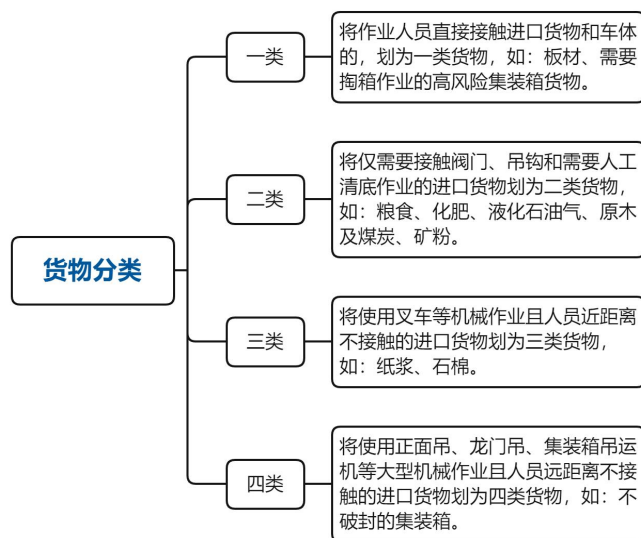 货物分类
一类
将作业人员直接接触进口货物和车体
的，划为一类货物，如：板材、需要
掏箱作业的高风险集装箱货物。
二类
将仅需要接触阀门、吊钩和需要人工
清底作业的进口货物划为二类货物，
如：粮食、化肥、液化石油气、原木
及煤炭、矿粉。
三类
将使用叉车等机械作业且人员近距离
不接触的进口货物划为三类货物，
如：纸浆、石棉。
四类
将使用正面吊、龙门吊、集装箱吊运
机等大型机械作业且人员远距离不接
触的进口货物划为四类货物，如：不
破封的集装箱。